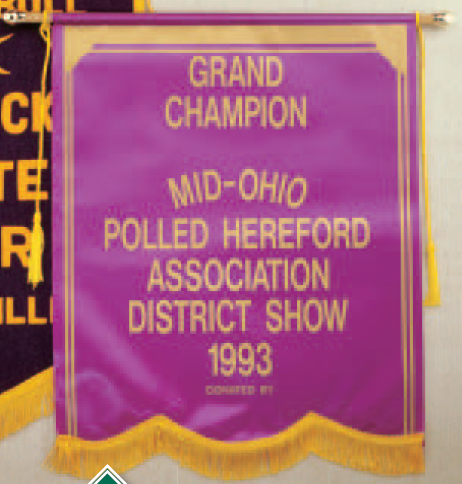 GRAND
CHAMPION
MID-OHIO
POLLED HEREFORD
ASSOCIATION
DISTRICT SHOW
1993
DONATED BY